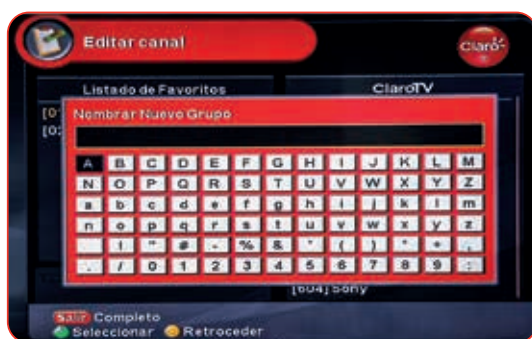 Editar canal
Claro
Listado de Favoritos
ClaroTV
Nombrar Nuevo Grupo
A B C D E F G H I J K L M
N O P Q R S T U V W X Y Z
a b c d e f g h i j k l m
n o p q r s t u v w x y z
! " # - % & ' ( ) * + ,
. / 0 1 2 3 4 5 6 7 8 9 :
[604] Sony
Salir Completo
Seleccionar Retroceder